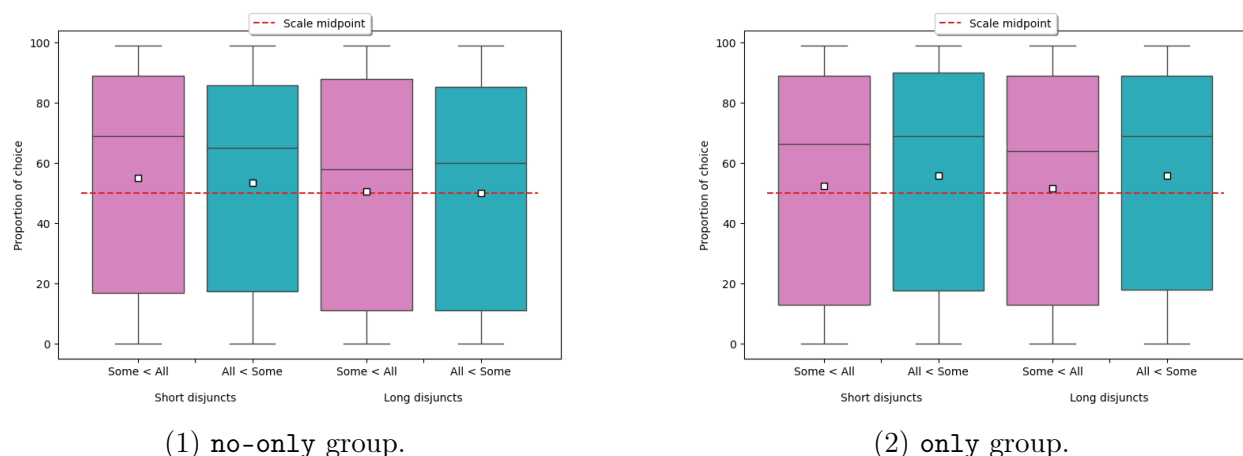 Scale midpoint
Proportion of choice
100
80
60
40
20
0
Some < All
All < Some
Some < All
All < Some
Short disjuncts
Long disjuncts
(1) no-only group.
Scale midpoint
Proportion of choice
100
80
60
40
20
0
Some < All
All < Some
Some < All
All < Some
Short disjuncts
Long disjuncts
(2) only group.